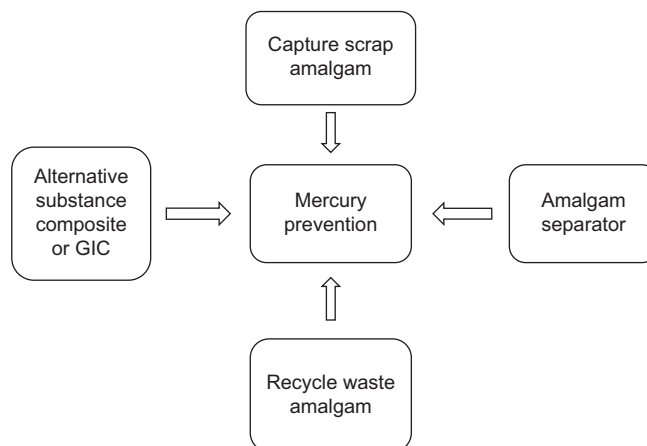 Capture scrap
amalgam
Alternative
substance
composite
or GIC
Mercury
prevention
Amalgam
separator
Recycle waste
amalgam